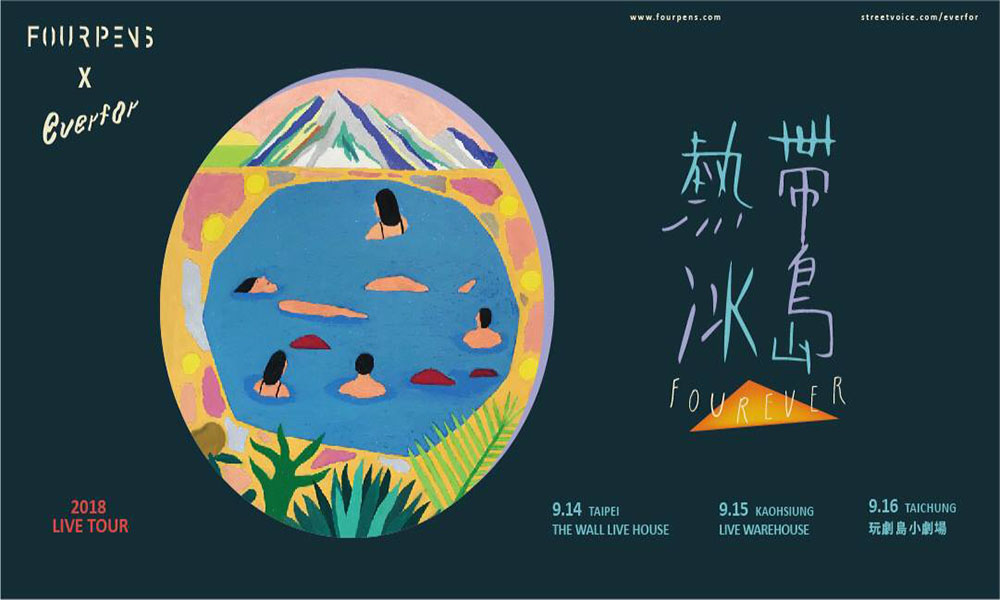 www.fourpens.com
streetvoice.com/everfor
FOURPENS
X
everfor
熱帶
冰島
FOUREVER
2018
LIVE TOUR
9.14 TAIPEI
THE WALL LIVE HOUSE
9.15 KAOHSIUNG
LIVE WAREHOUSE
9.16 TAICHUNG
玩劇島小劇場